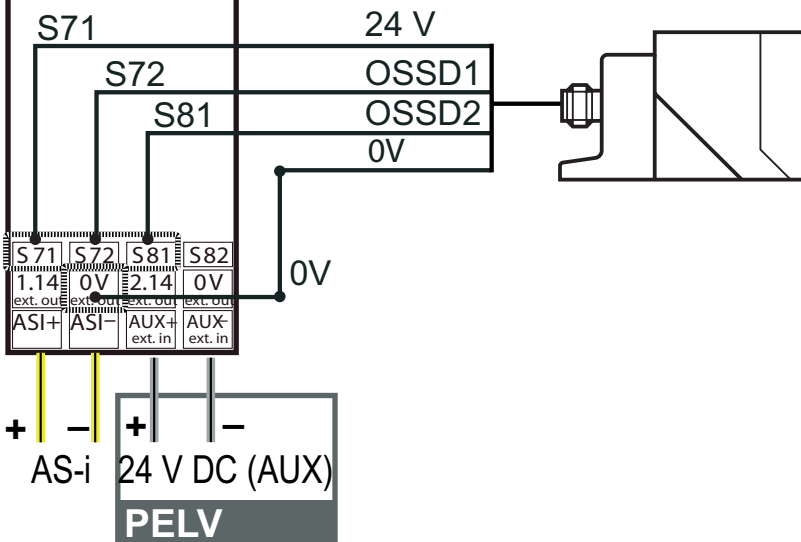 S71 24 V
S72 OSSD1
S81 OSSD2
0V
S71 S72 S81 S82
1.14 0V 2.14 0V
ext. out ext. out ext. out ext. out
0V
ASI+ ASI− AUX+ AUX−
ext. in ext. in
+ − + −
AS-i 24 V DC (AUX)
PELV